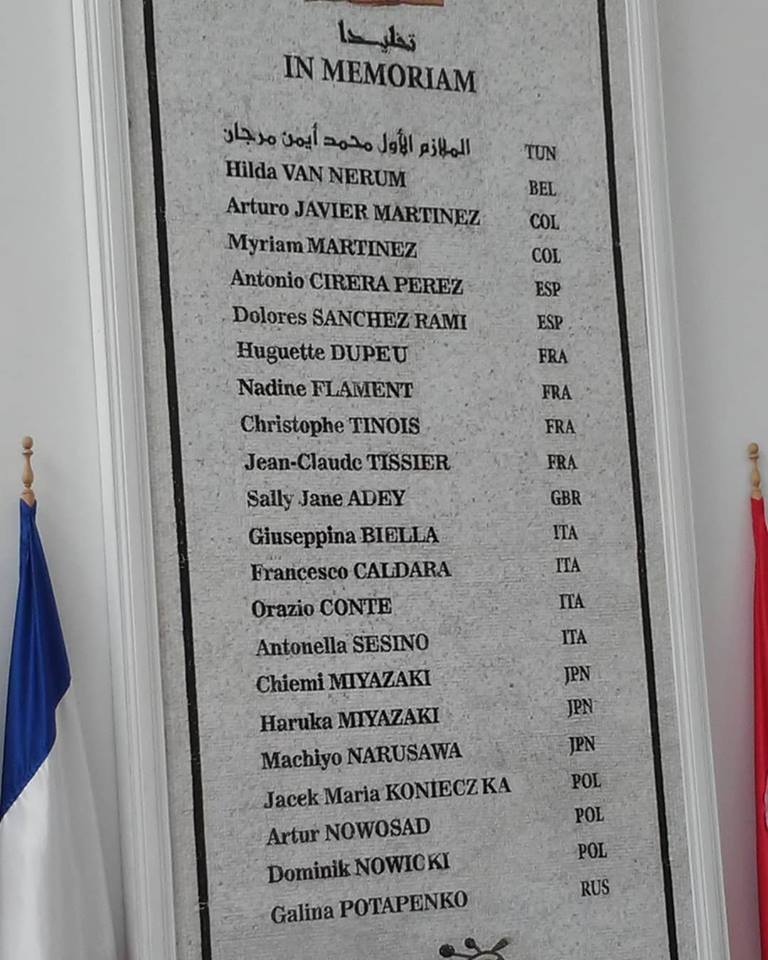 تخليدا
IN MEMORIAM
الملازم الأول محمد أيمن مرجان TUN
Hilda VAN NERUM BEL
Arturo JAVIER MARTINEZ COL
Myriam MARTINEZ COL
Antonio CIRERA PEREZ ESP
Dolores SANCHEZ RAMI ESP
Huguette DUPEU FRA
Nadine FLAMENT FRA
Christophe TINOIS FRA
Jean-Claude TISSIER FRA
Sally Jane ADEY GBR
Giuseppina BIELLA ITA
Francesco CALDARA ITA
Orazio CONTE ITA
Antonella SESINO ITA
Chiemi MIYAZAKI JPN
Haruka MIYAZAKI JPN
Machiyo NARUSAWA JPN
Jacek Maria KONIECZKA POL
Artur NOWOSAD POL
Dominik NOWICKI POL
Galina POTAPENKO RUS